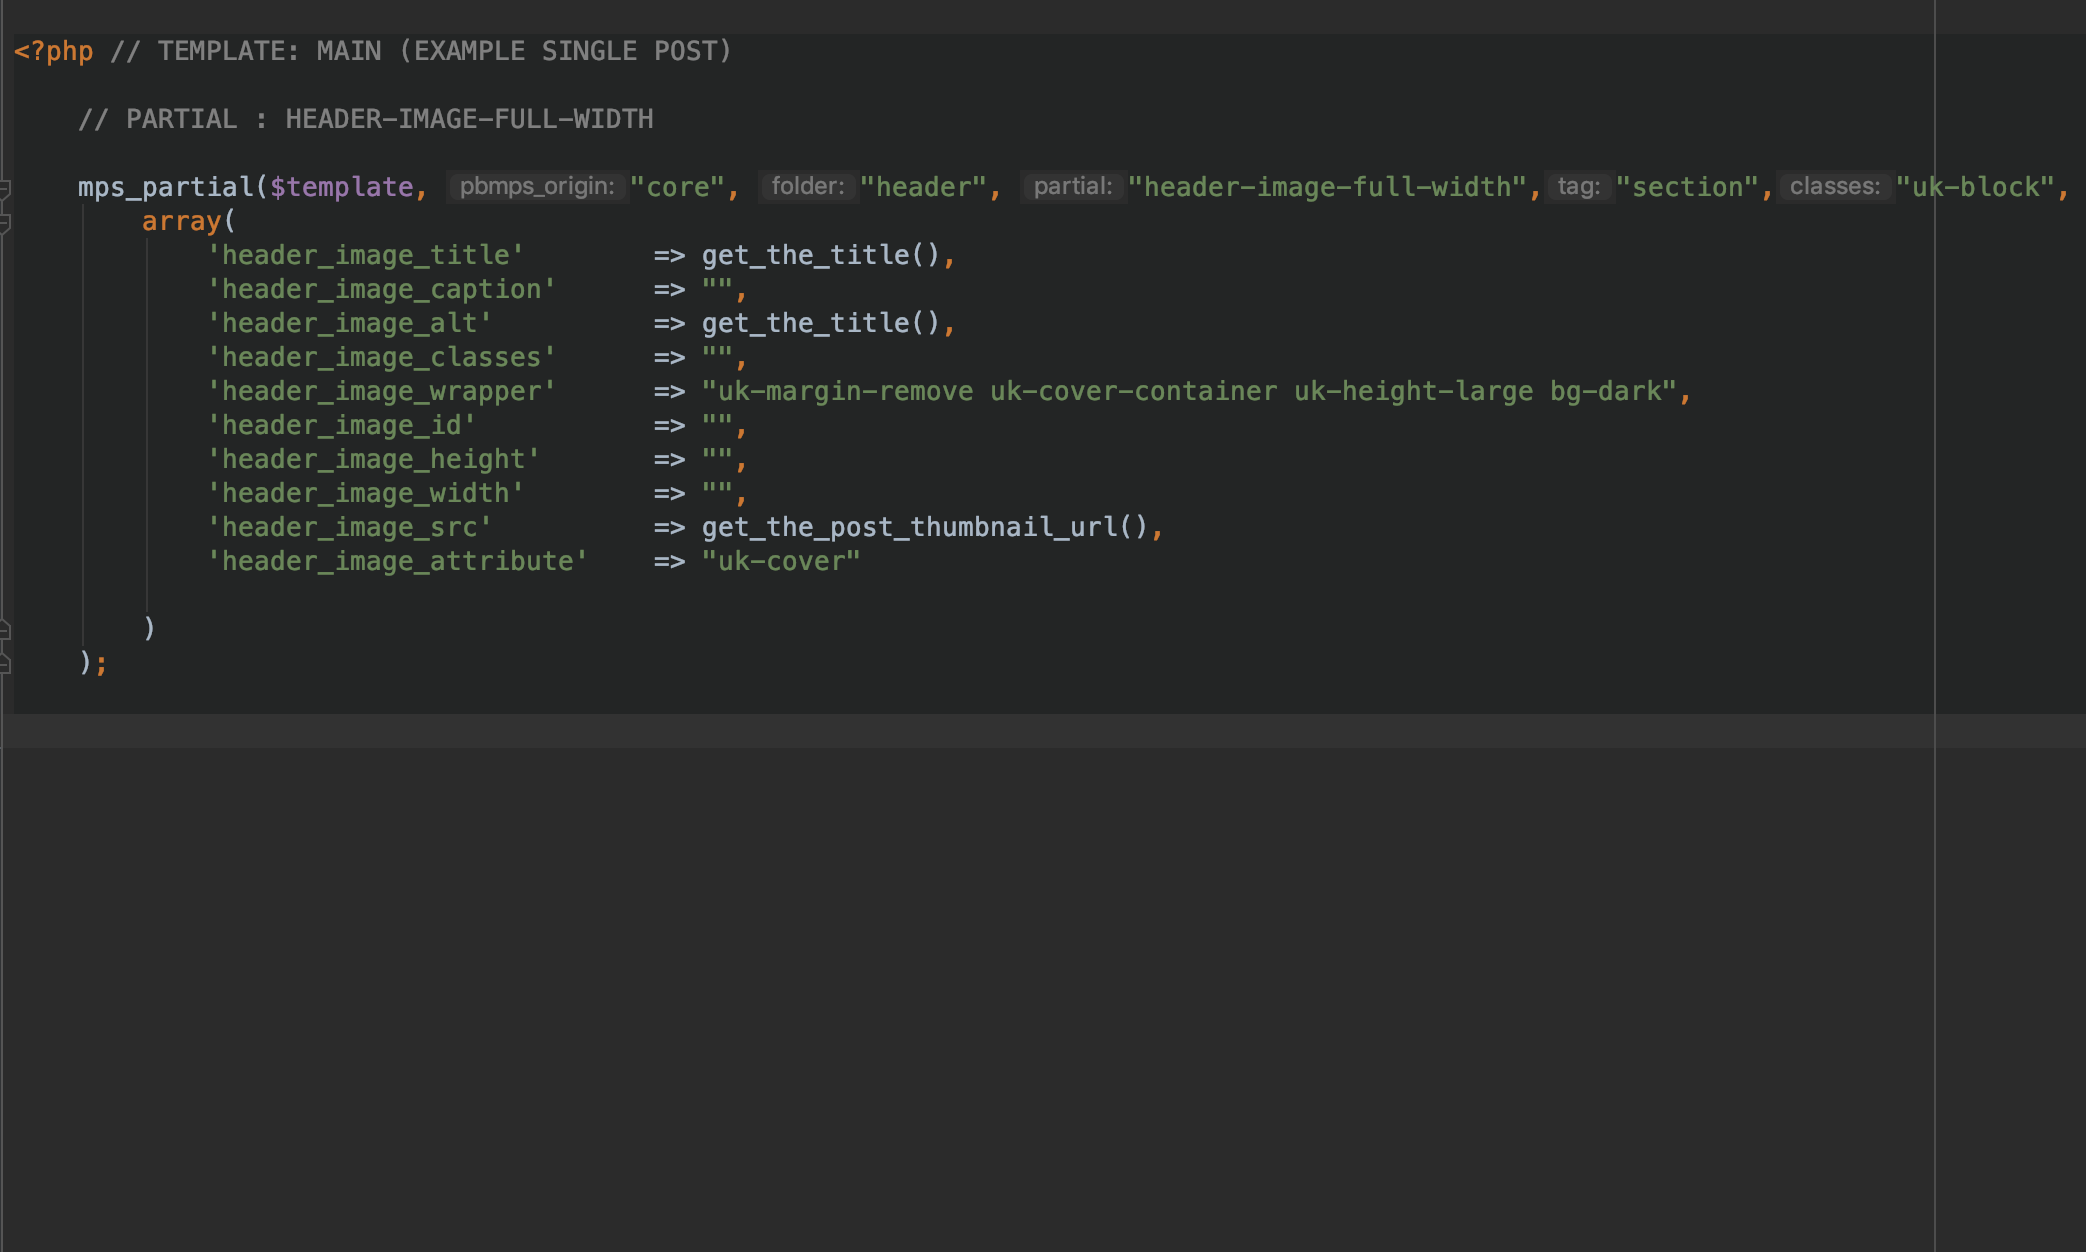 <?php // TEMPLATE: MAIN (EXAMPLE SINGLE POST)
// PARTIAL : HEADER-IMAGE-FULL-WIDTH
mps_partial($template, pbmps_origin: "core", folder: "header", partial: "header-image-full-width", tag: "section", classes: "uk-block",
array(
'header_image_title' => get_the_title(),
'header_image_caption' => "",
'header_image_alt' => get_the_title(),
'header_image_classes' => "",
'header_image_wrapper' => "uk-margin-remove uk-cover-container uk-height-large bg-dark",
'header_image_id' => "",
'header_image_height' => "",
'header_image_width' => "",
'header_image_src' => get_the_post_thumbnail_url(),
'header_image_attribute' => "uk-cover"
)
);